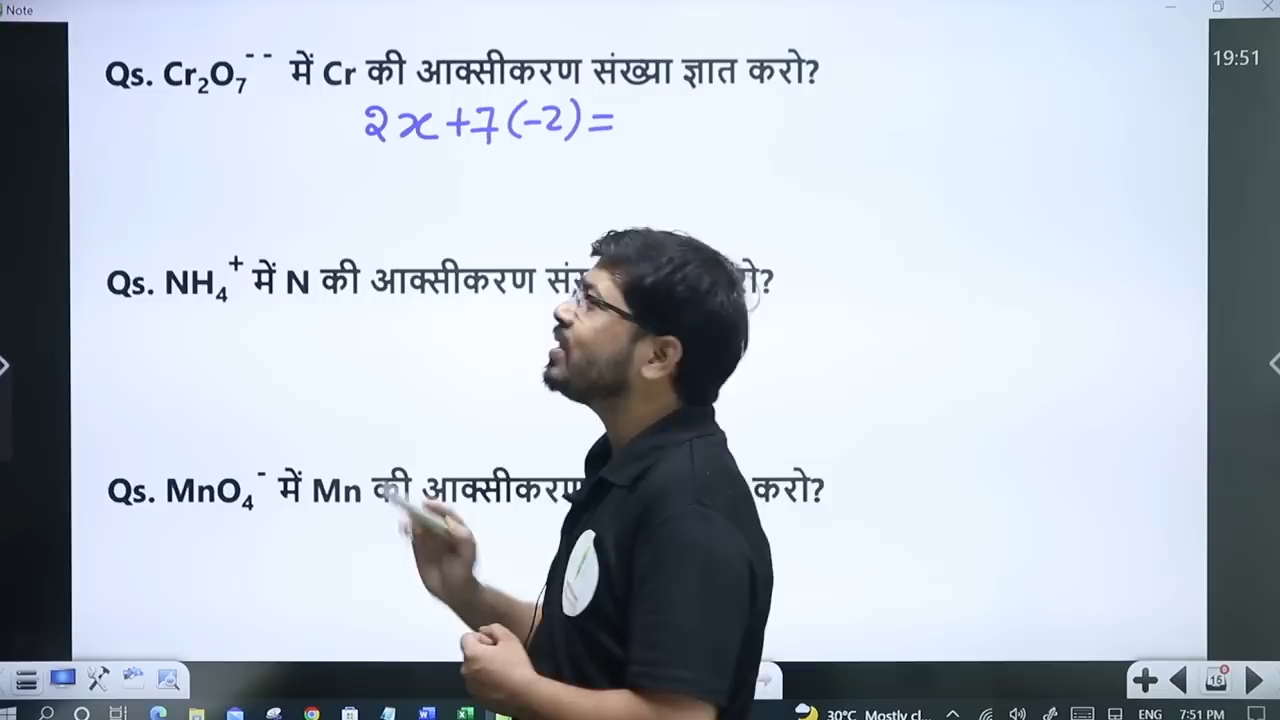 Note
19:51
Qs. Cr₂O₇⁻⁻ में Cr की आक्सीकरण संख्या ज्ञात करो?
2x+7(-2)=
Qs. NH₄⁺ में N की आक्सीकरण
Qs. MnO₄⁻ में Mn की आक्सीकरण करो?
16
30°C Mostly cl...
ENG
7:51 PM